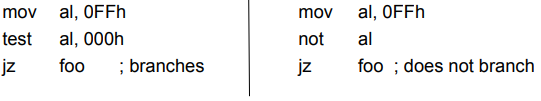 mov al, 0FFh
test al, 000h
jz foo ; branches
mov al, 0FFh
not al
jz foo ; does not branch